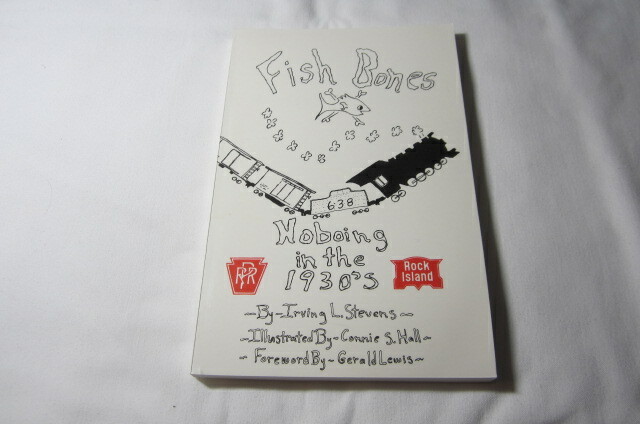 Fish Bones
638
Hoboing
in the
1930's
PRR
Rock
Island
~By~Irving L. Stevens~
~Illustrated By~Connie S. Hall~
~Foreword By~Gerald Lewis~